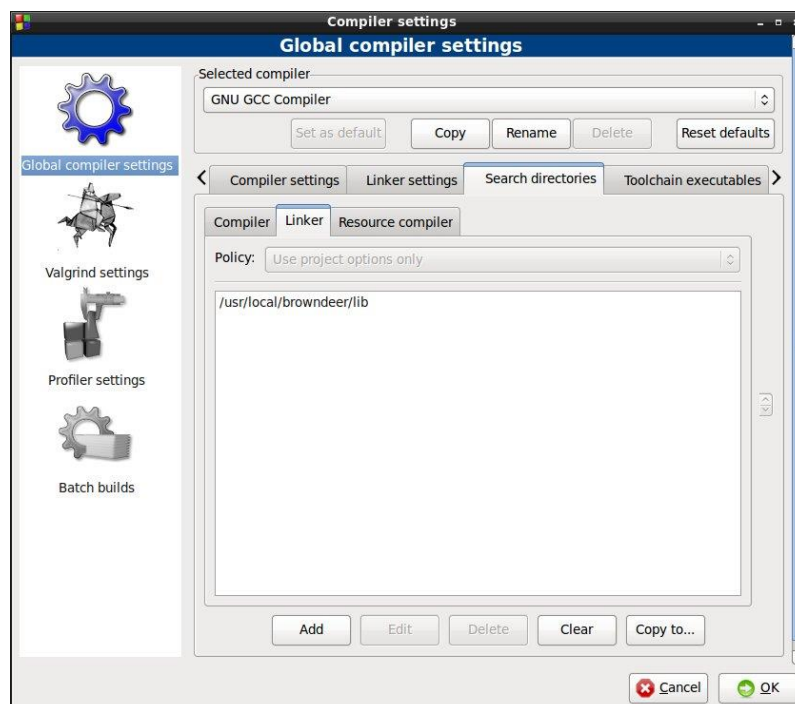 Compiler settings
Global compiler settings
Selected compiler
GNU GCC Compiler
Set as default Copy Rename Delete Reset defaults
Global compiler settings
Valgrind settings
Profiler settings
Batch builds
Compiler settings Linker settings Search directories Toolchain executables
Compiler Linker Resource compiler
Policy: Use project options only
/usr/local/browndeer/lib
Add Edit Delete Clear Copy to...
Cancel OK